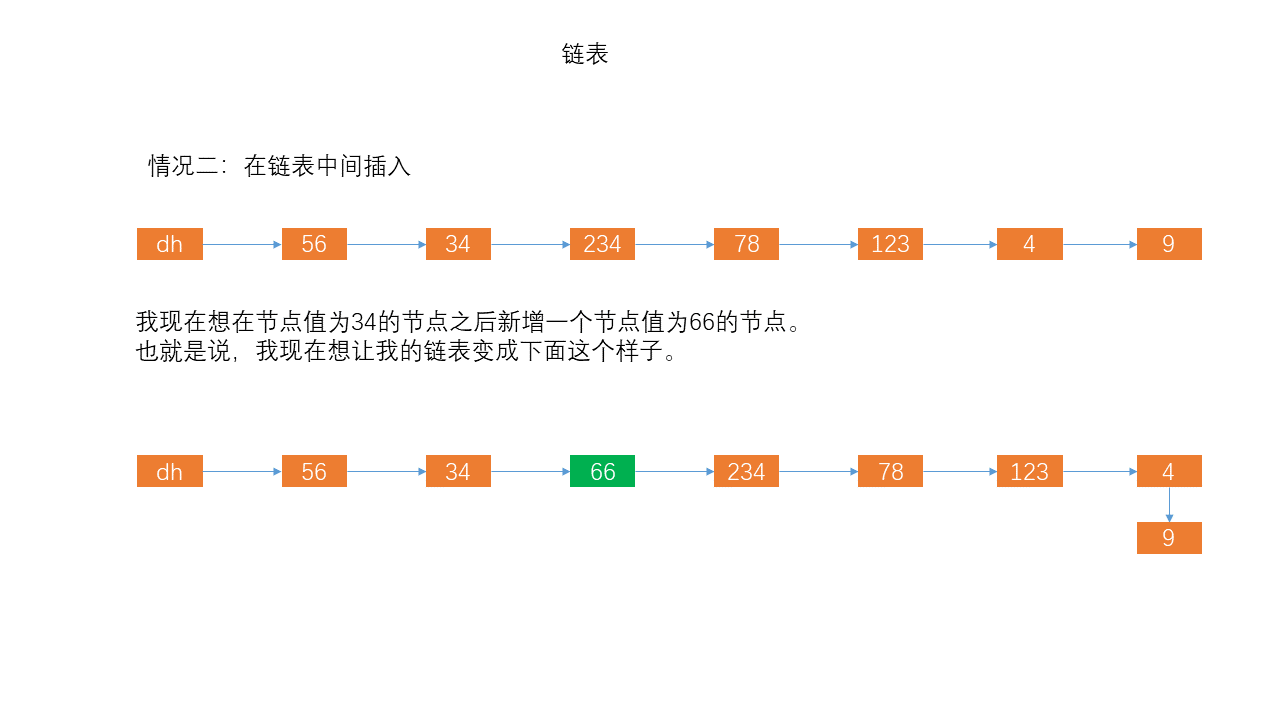 链表
情况二：在链表中间插入
dh 56 34 234 78 123 4 9
我现在想在节点值为34的节点之后新增一个节点值为66的节点。
也就是说，我现在想让我的链表变成下面这个样子。
dh 56 34 66 234 78 123 4
9